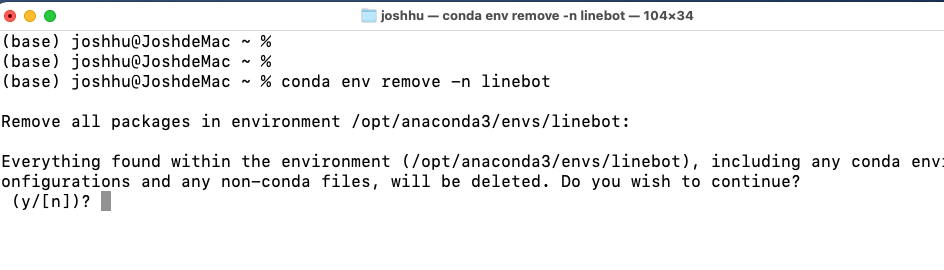 joshhu — conda env remove -n linebot — 104×34
(base) joshhu@JoshdeMac ~ %
(base) joshhu@JoshdeMac ~ %
(base) joshhu@JoshdeMac ~ % conda env remove -n linebot
Remove all packages in environment /opt/anaconda3/envs/linebot:
Everything found within the environment (/opt/anaconda3/envs/linebot), including any conda envi
onfigurations and any non-conda files, will be deleted. Do you wish to continue?
(y/[n])?